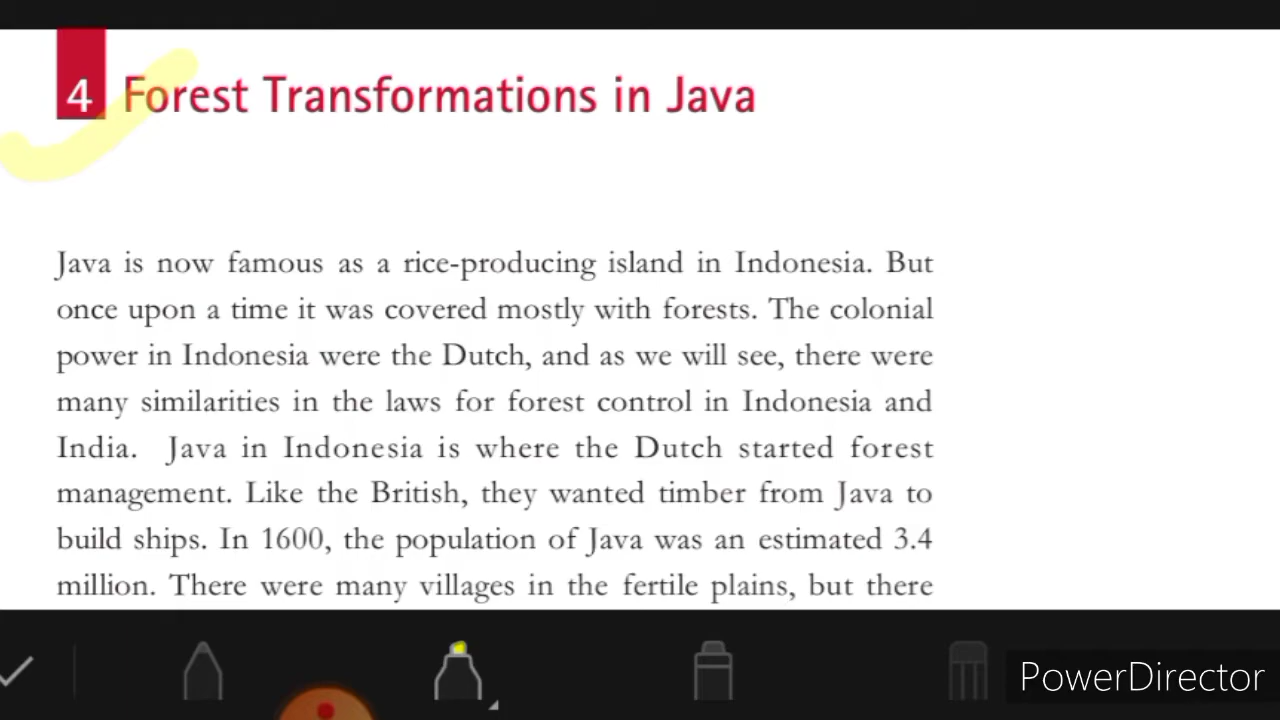 4 Forest Transformations in Java
Java is now famous as a rice-producing island in Indonesia. But
once upon a time it was covered mostly with forests. The colonial
power in Indonesia were the Dutch, and as we will see, there were
many similarities in the laws for forest control in Indonesia and
India. Java in Indonesia is where the Dutch started forest
management. Like the British, they wanted timber from Java to
build ships. In 1600, the population of Java was an estimated 3.4
million. There were many villages in the fertile plains, but there
PowerDirector